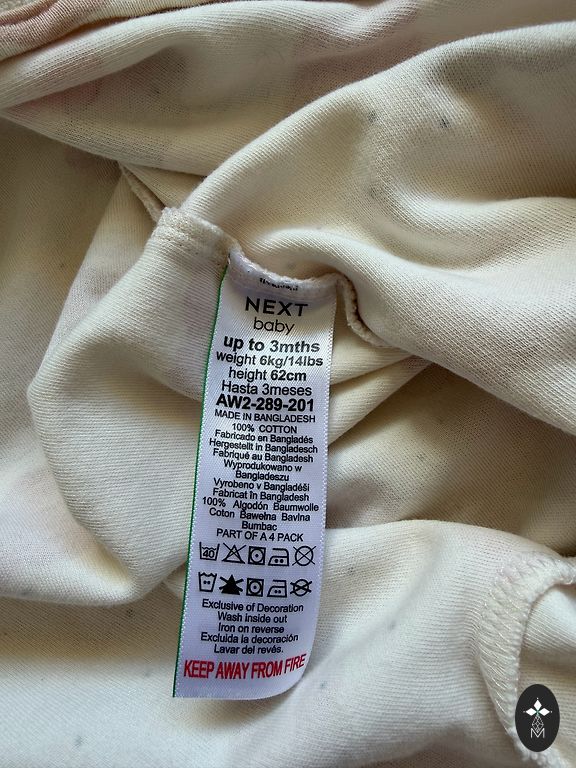 NEXT
baby
up to 3mths
weight 6kg/14lbs
height 62cm
Hasta 3meses
AW2-289-201
MADE IN BANGLADESH
100% COTTON
Fabricado en Bangladés
Hergestellt in Bangladesch
Fabriqué au Bangladesh
Wyprodukowano w
Bangladeszu
Vyrobeno v Bangladéši
Fabricat în Bangladesh
100% Algodón Baumwolle
Coton Bawełna Bavlna
Bumbac
PART OF A 4 PACK
40
Exclusive of Decoration
Wash inside out
Iron on reverse
Excluida la decoración
Lavar del revés.
KEEP AWAY FROM FIRE
M